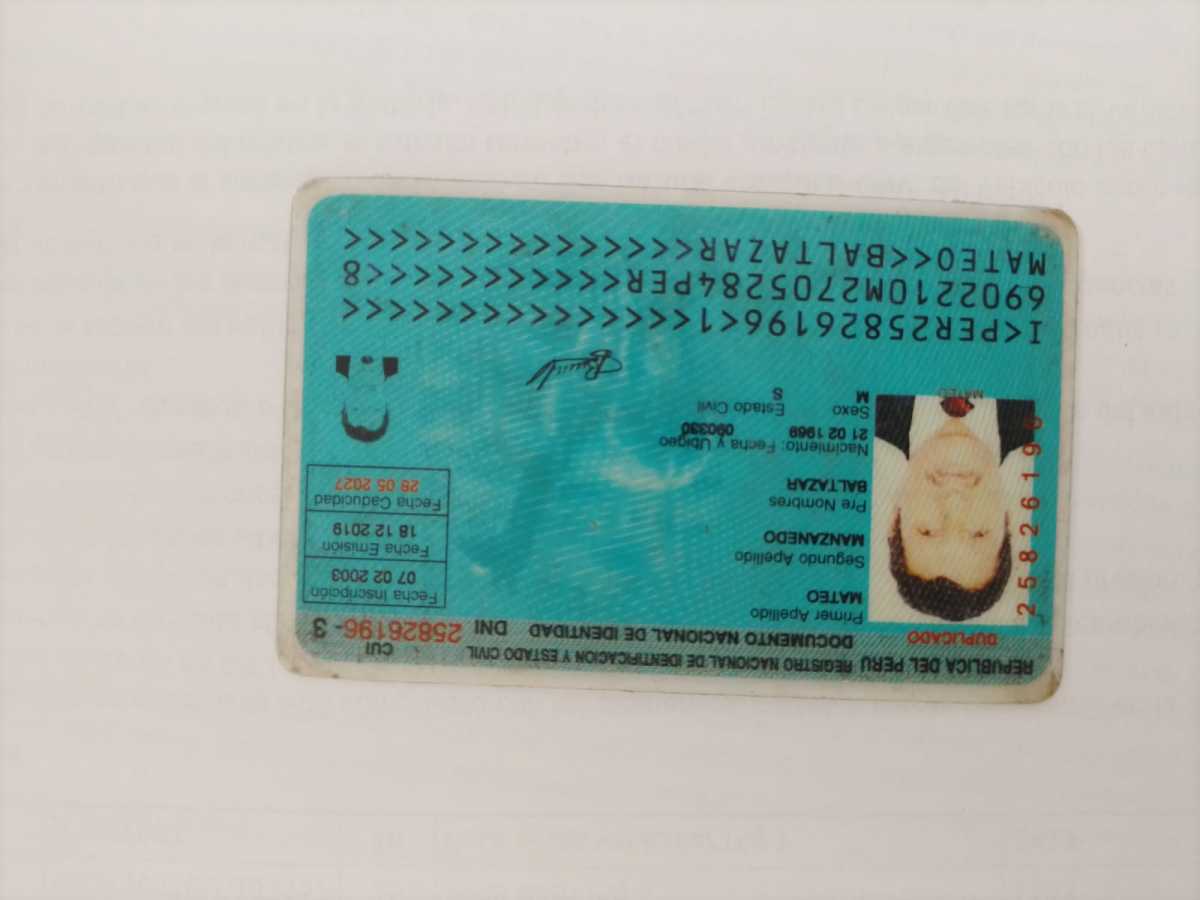 REPUBLICA DEL PERU REGISTRO NACIONAL DE IDENTIFICACION Y ESTADO CIVIL
CUI
DUPLICADO
DOCUMENTO NACIONAL DE IDENTIDAD DNI 25826196-3
Primer Apellido
MATEO
Segundo Apellido
MANZANEDO
Pre Nombres
BALTAZAR
Nacimiento: Fecha y Ubigeo
21 02 1969 090330
Sexo Estado Civil
M S
Fecha Inscripción
07 02 2003
Fecha Emisión
18 12 2019
Fecha Caducidad
28 05 2027
25826196
MATEO
I<PER25826196<1<<<<<<<<<<<<<<<
6902210M2705284PER<<<<<<<<<<<8
MATEO<<BALTAZAR<<<<<<<<<<<<<<<